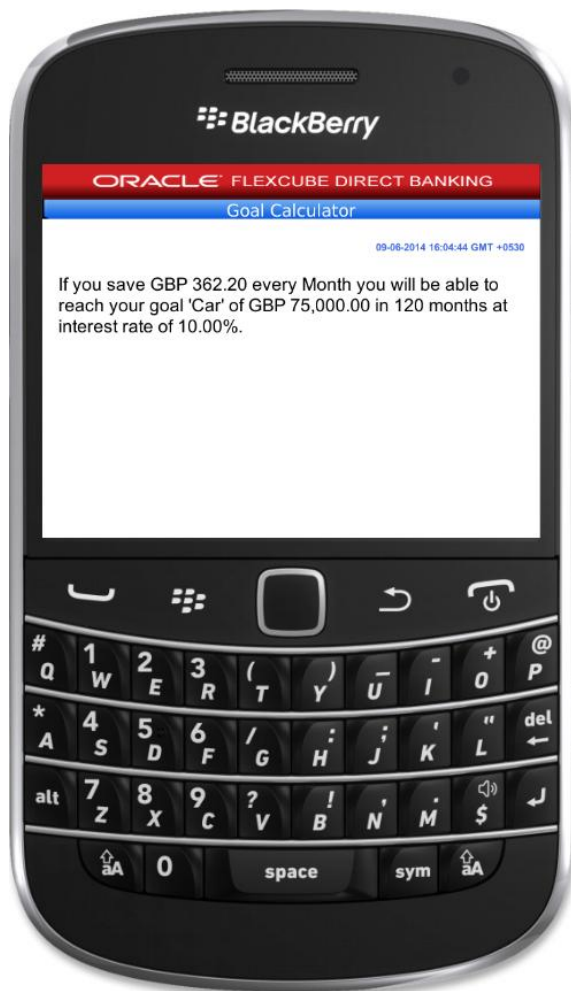 BlackBerry
ORACLE FLEXCUBE DIRECT BANKING
Goal Calculator
09-06-2014 16:04:44 GMT +0530
If you save GBP 362.20 every Month you will be able to
reach your goal 'Car' of GBP 75,000.00 in 120 months at
interest rate of 10.00%.
# 1 2 3 ( ) _ - + @
Q W E R T Y U I O P
* 4 5 6 / : ; ' " del
A S D F G H J K L
alt 7 8 9 ? ! , . $
Z X C V B N M
aA 0 space sym aA